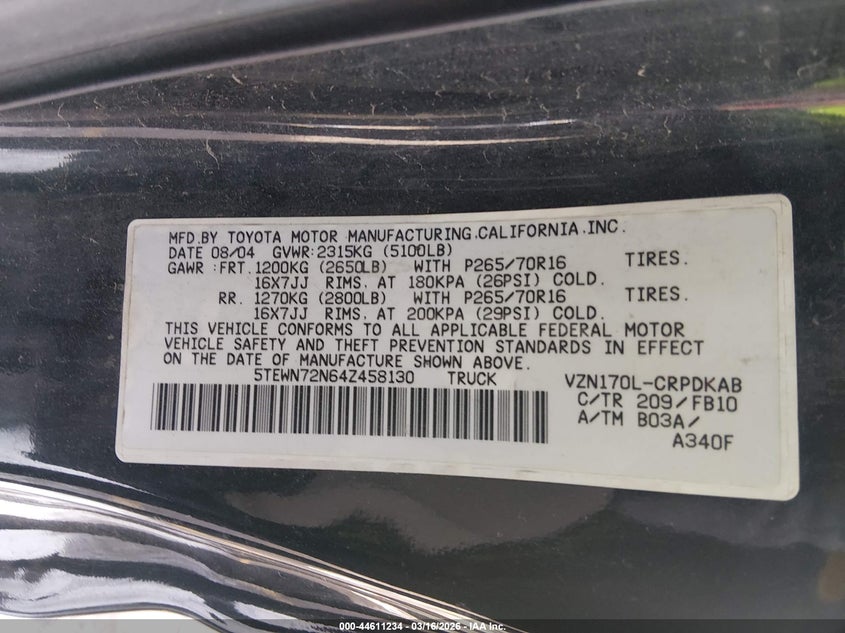 MFD.BY TOYOTA MOTOR MANUFACTURING.CALIFORNIA.INC.
DATE 08/04 GVWR:2315KG (5100LB)
GAWR:FRT.1200KG (2650LB) WITH P265/70R16 TIRES.
16X7JJ RIMS. AT 180KPA (26PSI) COLD.
RR. 1270KG (2800LB) WITH P265/70R16 TIRES.
16X7JJ RIMS. AT 200KPA (29PSI) COLD.
THIS VEHICLE CONFORMS TO ALL APPLICABLE FEDERAL MOTOR
VEHICLE SAFETY AND THEFT PREVENTION STANDARDS IN EFFECT
ON THE DATE OF MANUFACTURE SHOWN ABOVE.
5TEWN72N64Z458130 TRUCK VZN170L-CRPDKAB
C/TR 209/FB10
A/TM B03A/
A340F
000-44611234 — 03/16/2026 — IAA Inc.